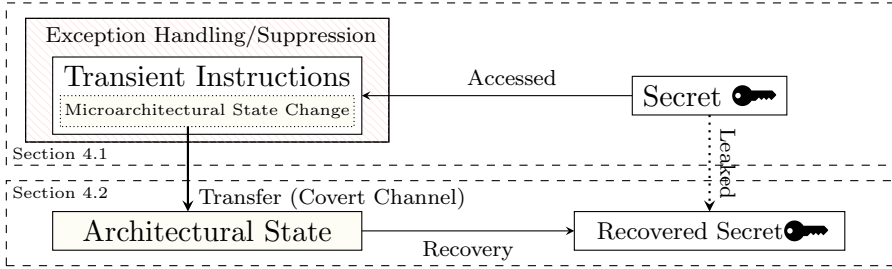 Exception Handling/Suppression
Transient Instructions
Microarchitectural State Change
Accessed
Secret
Section 4.1
Leaked
Section 4.2
Transfer (Covert Channel)
Architectural State
Recovery
Recovered Secret